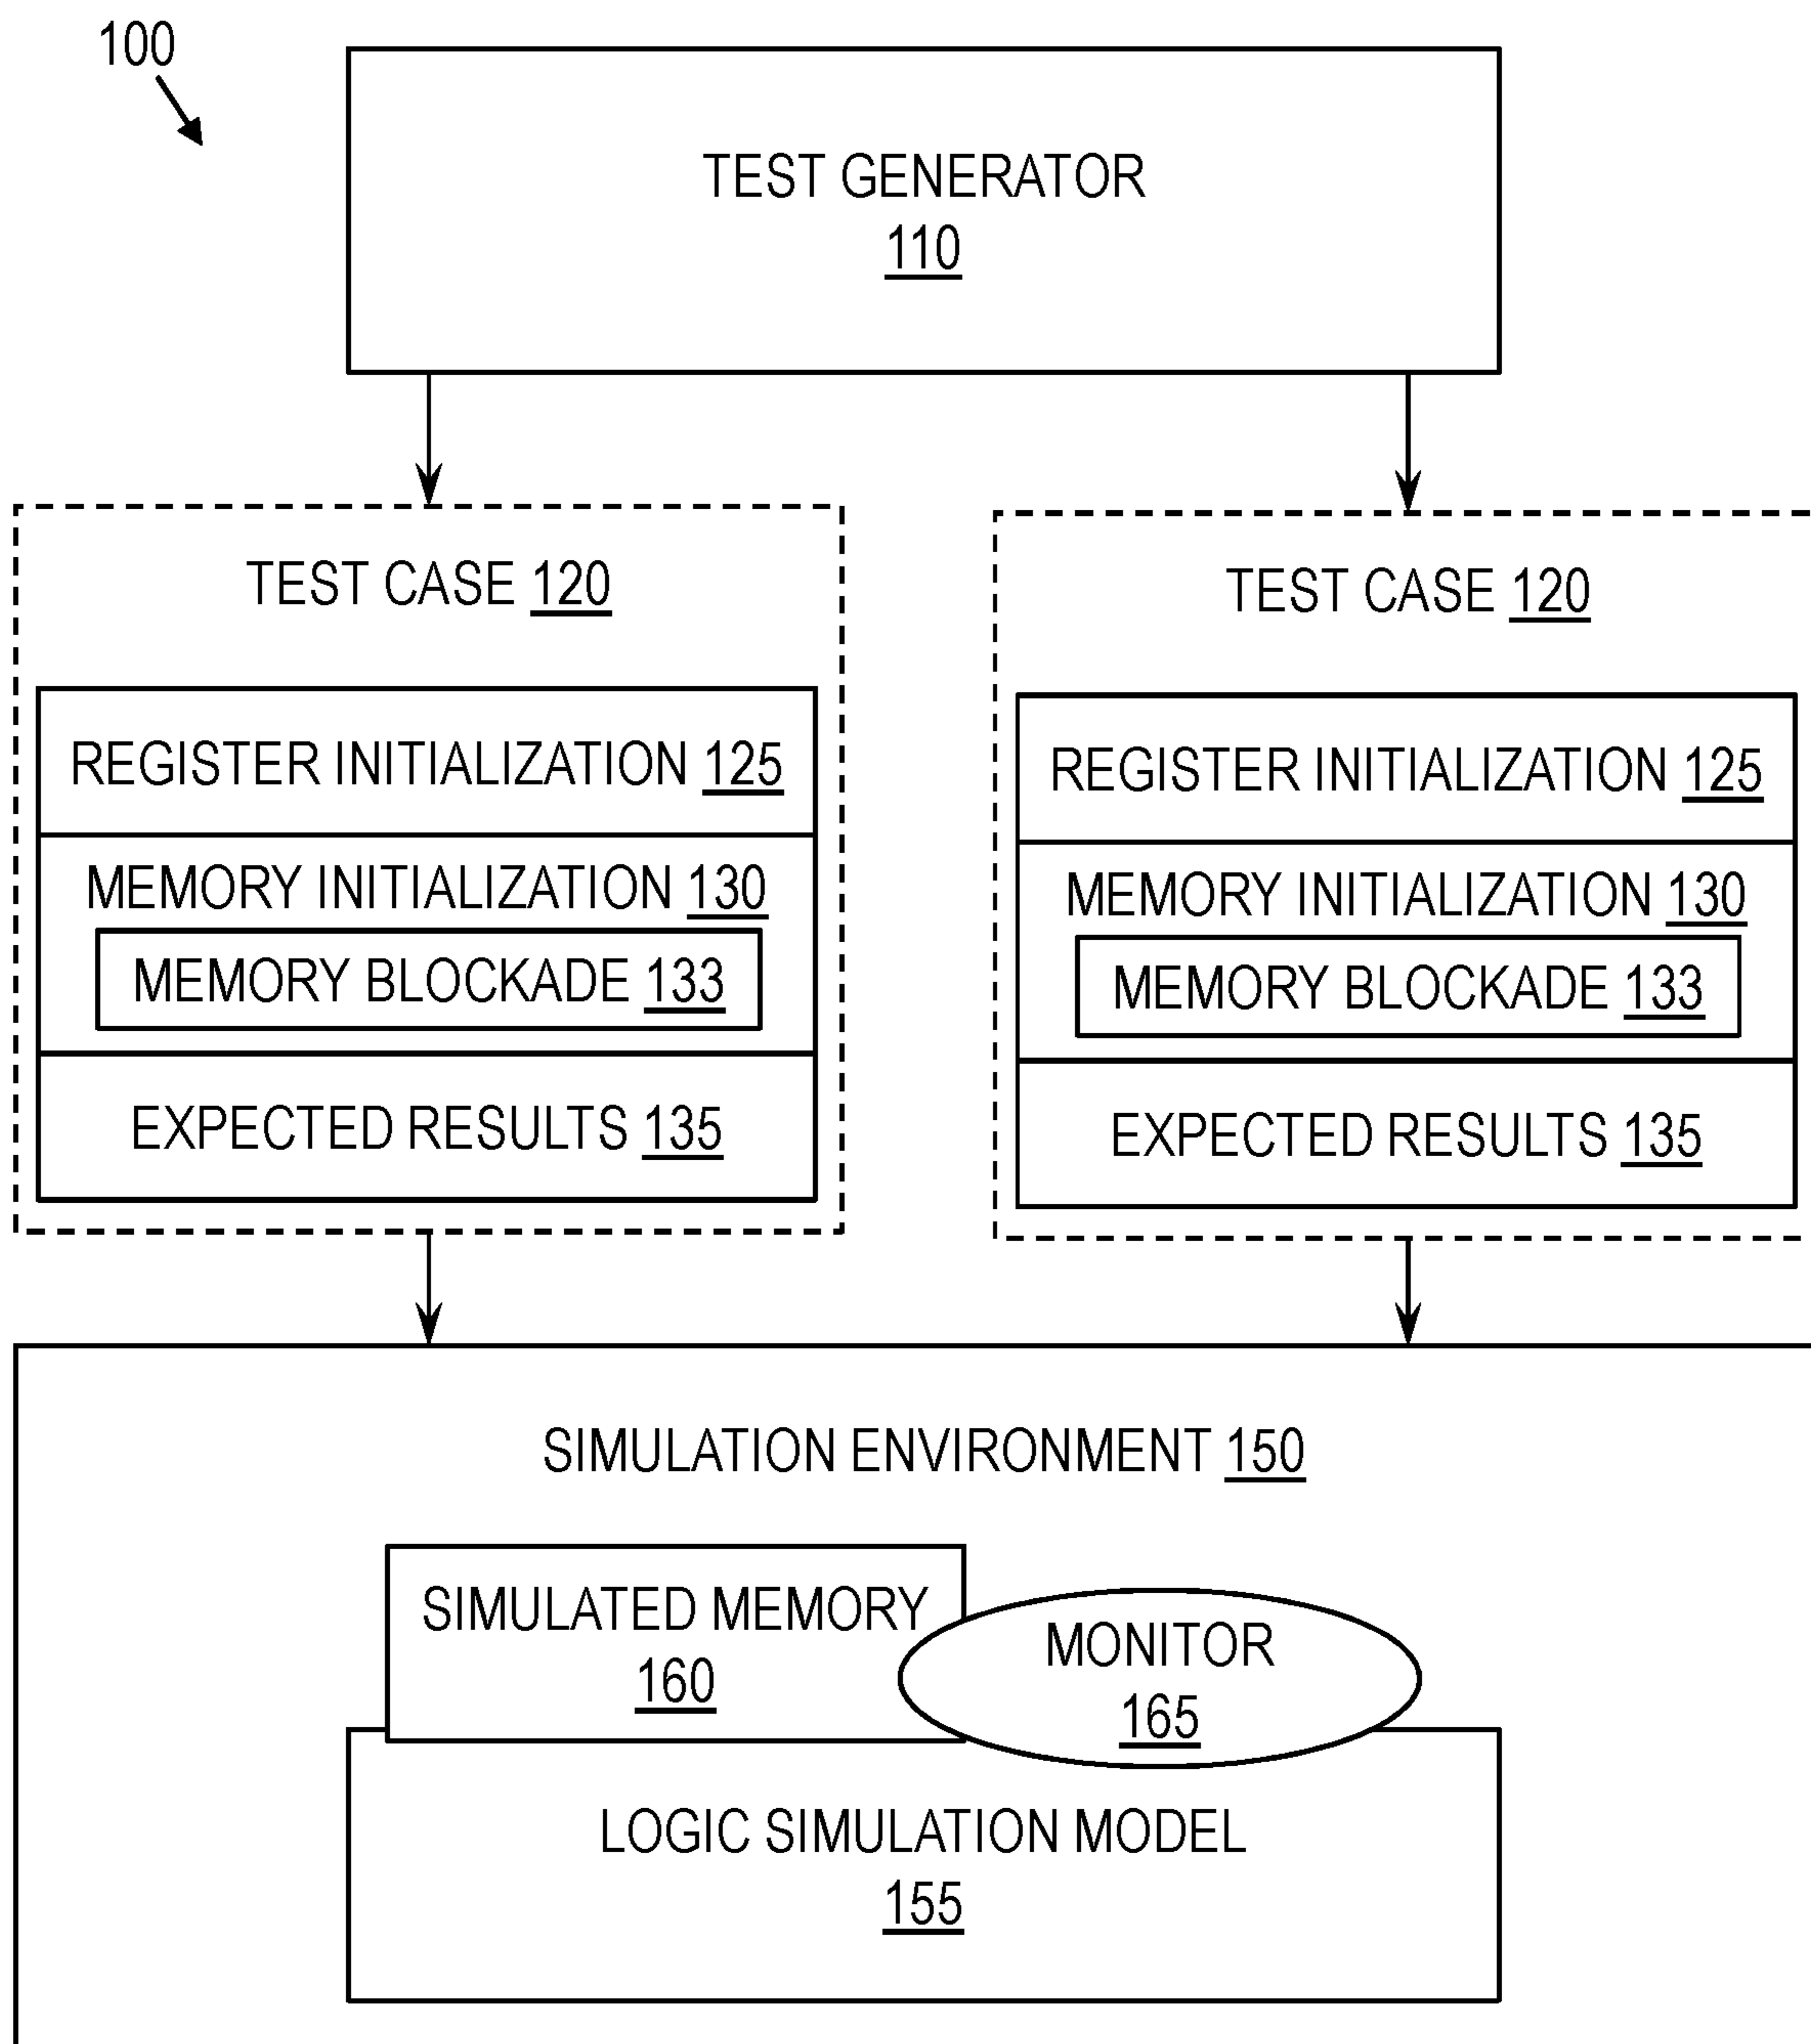 100
TEST GENERATOR
110
TEST CASE 120
REGISTER INITIALIZATION 125
MEMORY INITIALIZATION 130
MEMORY BLOCKADE 133
EXPECTED RESULTS 135
TEST CASE 120
REGISTER INITIALIZATION 125
MEMORY INITIALIZATION 130
MEMORY BLOCKADE 133
EXPECTED RESULTS 135
SIMULATION ENVIRONMENT 150
SIMULATED MEMORY
160
MONITOR
165
LOGIC SIMULATION MODEL
155